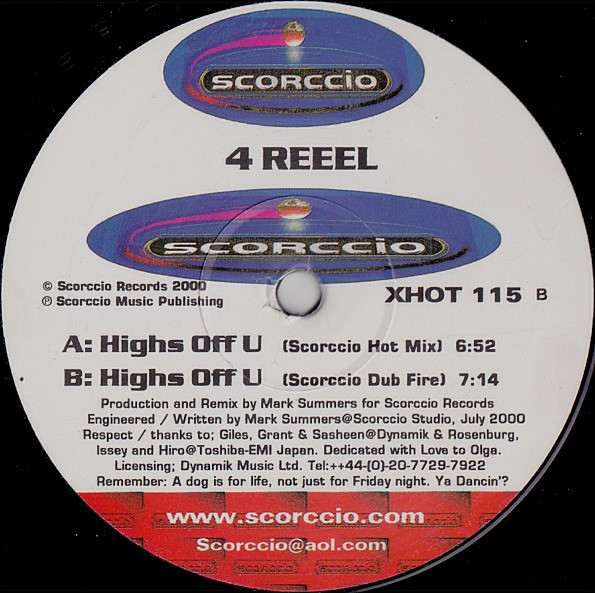 SCORCCIO
4 REEEL
SCORCCIO
© Scorccio Records 2000
℗ Scorccio Music Publishing
XHOT 115 B
A: Highs Off U (Scorccio Hot Mix) 6:52
B: Highs Off U (Scorccio Dub Fire) 7:14
Production and Remix by Mark Summers for Scorccio Records
Engineered / Written by Mark Summers@Scorccio Studio, July 2000
Respect / thanks to; Giles, Grant & Sasheen@Dynamik & Rosenburg,
Issey and Hiro@Toshiba-EMI Japan. Dedicated with Love to Olga.
Licensing; Dynamik Music Ltd. Tel:++44-(0)-20-7729-7922
Remember: A dog is for life, not just for Friday night. Ya Dancin'?
www.scorccio.com
Scorccio@aol.com